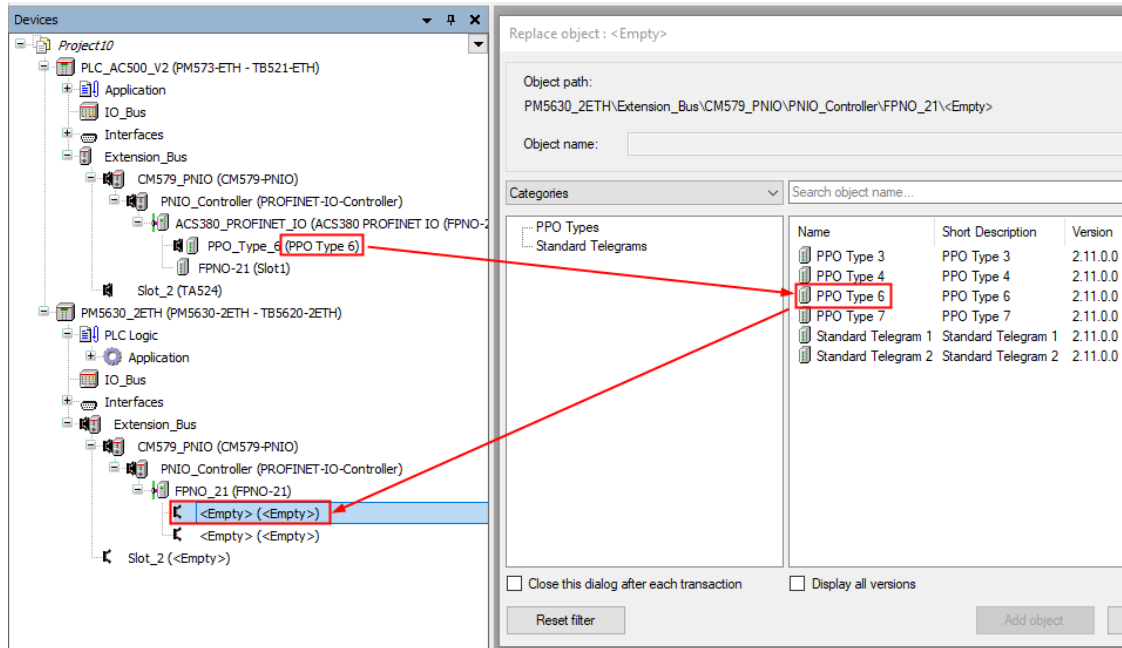 Devices
Project10
PLC_AC500_V2 (PM573-ETH - TB521-ETH)
Application
IO_Bus
Interfaces
Extension_Bus
CM579_PNIO (CM579-PNIO)
PNIO_Controller (PROFINET-IO-Controller)
ACS380_PROFINET_IO (ACS380 PROFINET IO (FPNO-2
PPO_Type_6 (PPO Type 6)
FPNO-21 (Slot1)
Slot_2 (TA524)
PM5630_2ETH (PM5630-2ETH - TB5620-2ETH)
PLC Logic
Application
IO_Bus
Interfaces
Extension_Bus
CM579_PNIO (CM579-PNIO)
PNIO_Controller (PROFINET-IO-Controller)
FPNO_21 (FPNO-21)
<Empty> (<Empty>)
<Empty> (<Empty>)
Slot_2 (<Empty>)
Replace object : <Empty>
Object path:
PM5630_2ETH\Extension_Bus\CM579_PNIO\PNIO_Controller\FPNO_21\<Empty>
Object name:
Categories
Search object name...
PPO Types
Standard Telegrams
Name Short Description Version
PPO Type 3 PPO Type 3 2.11.0.0
PPO Type 4 PPO Type 4 2.11.0.0
PPO Type 6 PPO Type 6 2.11.0.0
PPO Type 7 PPO Type 7 2.11.0.0
Standard Telegram 1 Standard Telegram 1 2.11.0.0
Standard Telegram 2 Standard Telegram 2 2.11.0.0
Close this dialog after each transaction
Display all versions
Reset filter
Add object